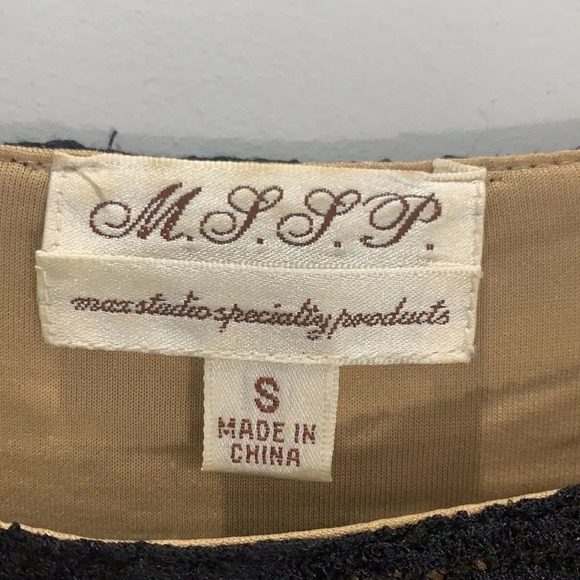 M.S.S.P.
max studio specialty products
S
MADE IN
CHINA